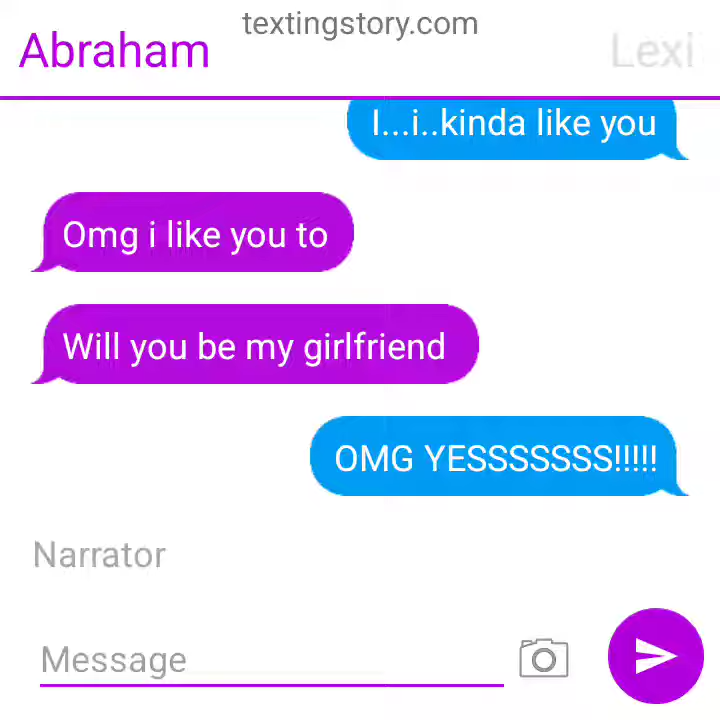 textingstory.com
Abraham
Lexi
I...i..kinda like you
Omg i like you to
Will you be my girlfriend
OMG YESSSSSSS!!!!!
Narrator
Message